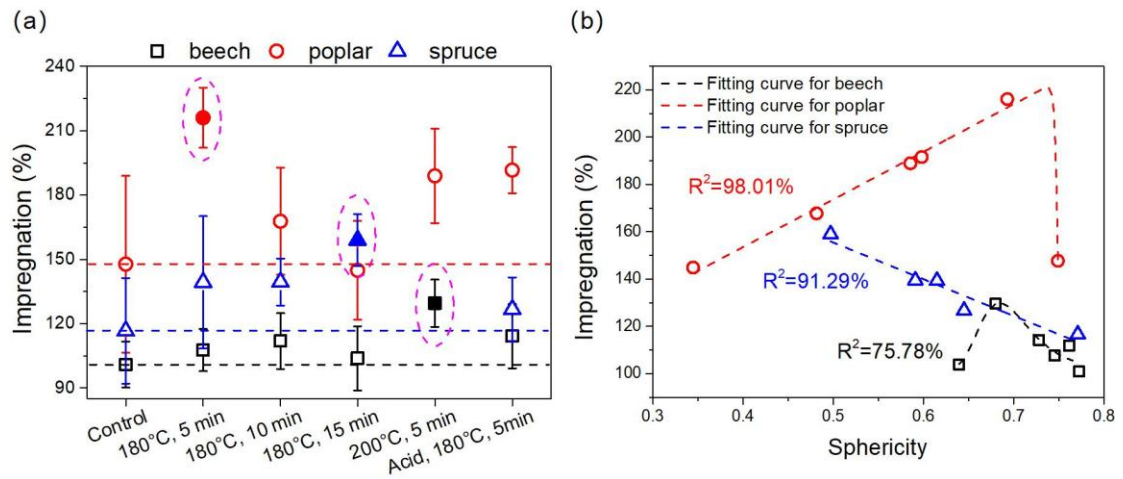 (a)
beech poplar spruce
Impregnation (%)
240
210
180
150
120
90
Control
180°C, 5 min
180°C, 10 min
180°C, 15 min
200°C, 5 min
Acid, 180°C, 5min
(b)
Impregnation (%)
220
200
180
160
140
120
100
Fitting curve for beech
Fitting curve for poplar
Fitting curve for spruce
R²=98.01%
R²=91.29%
R²=75.78%
0.3 0.4 0.5 0.6 0.7 0.8
Sphericity